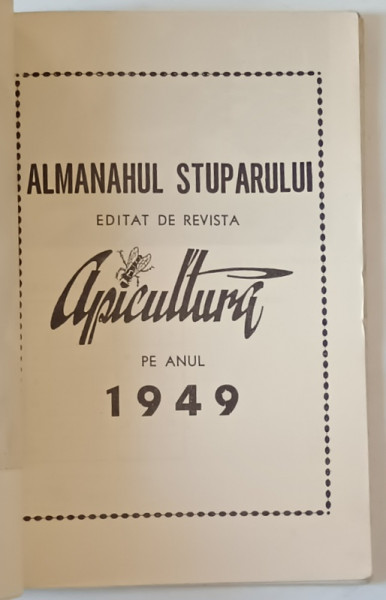 ALMANAHUL STUPARULUI
EDITAT DE REVISTA
Apicultura
PE ANUL
1949